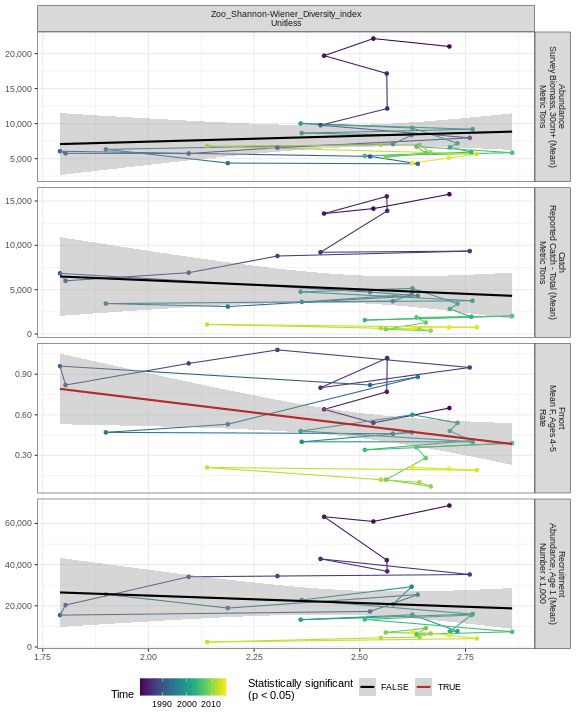 Zoo_Shannon-Wiener_Diversity_index
Unitless
20,000
15,000
10,000
5,000
Abundance
Survey Biomass, 30cm+ (Mean)
Metric Tons
15,000
10,000
5,000
0
Catch
Reported Catch - Total (Mean)
Metric Tons
0.90
0.60
0.30
Fmort
Mean F, Ages 4-5
Rate
60,000
40,000
20,000
0
Recruitment
Abundance, Age 1 (Mean)
Number x 1,000
1.75
2.00
2.25
2.50
2.75
Time
1990 2000 2010
Statistically significant
(p < 0.05)
FALSE
TRUE